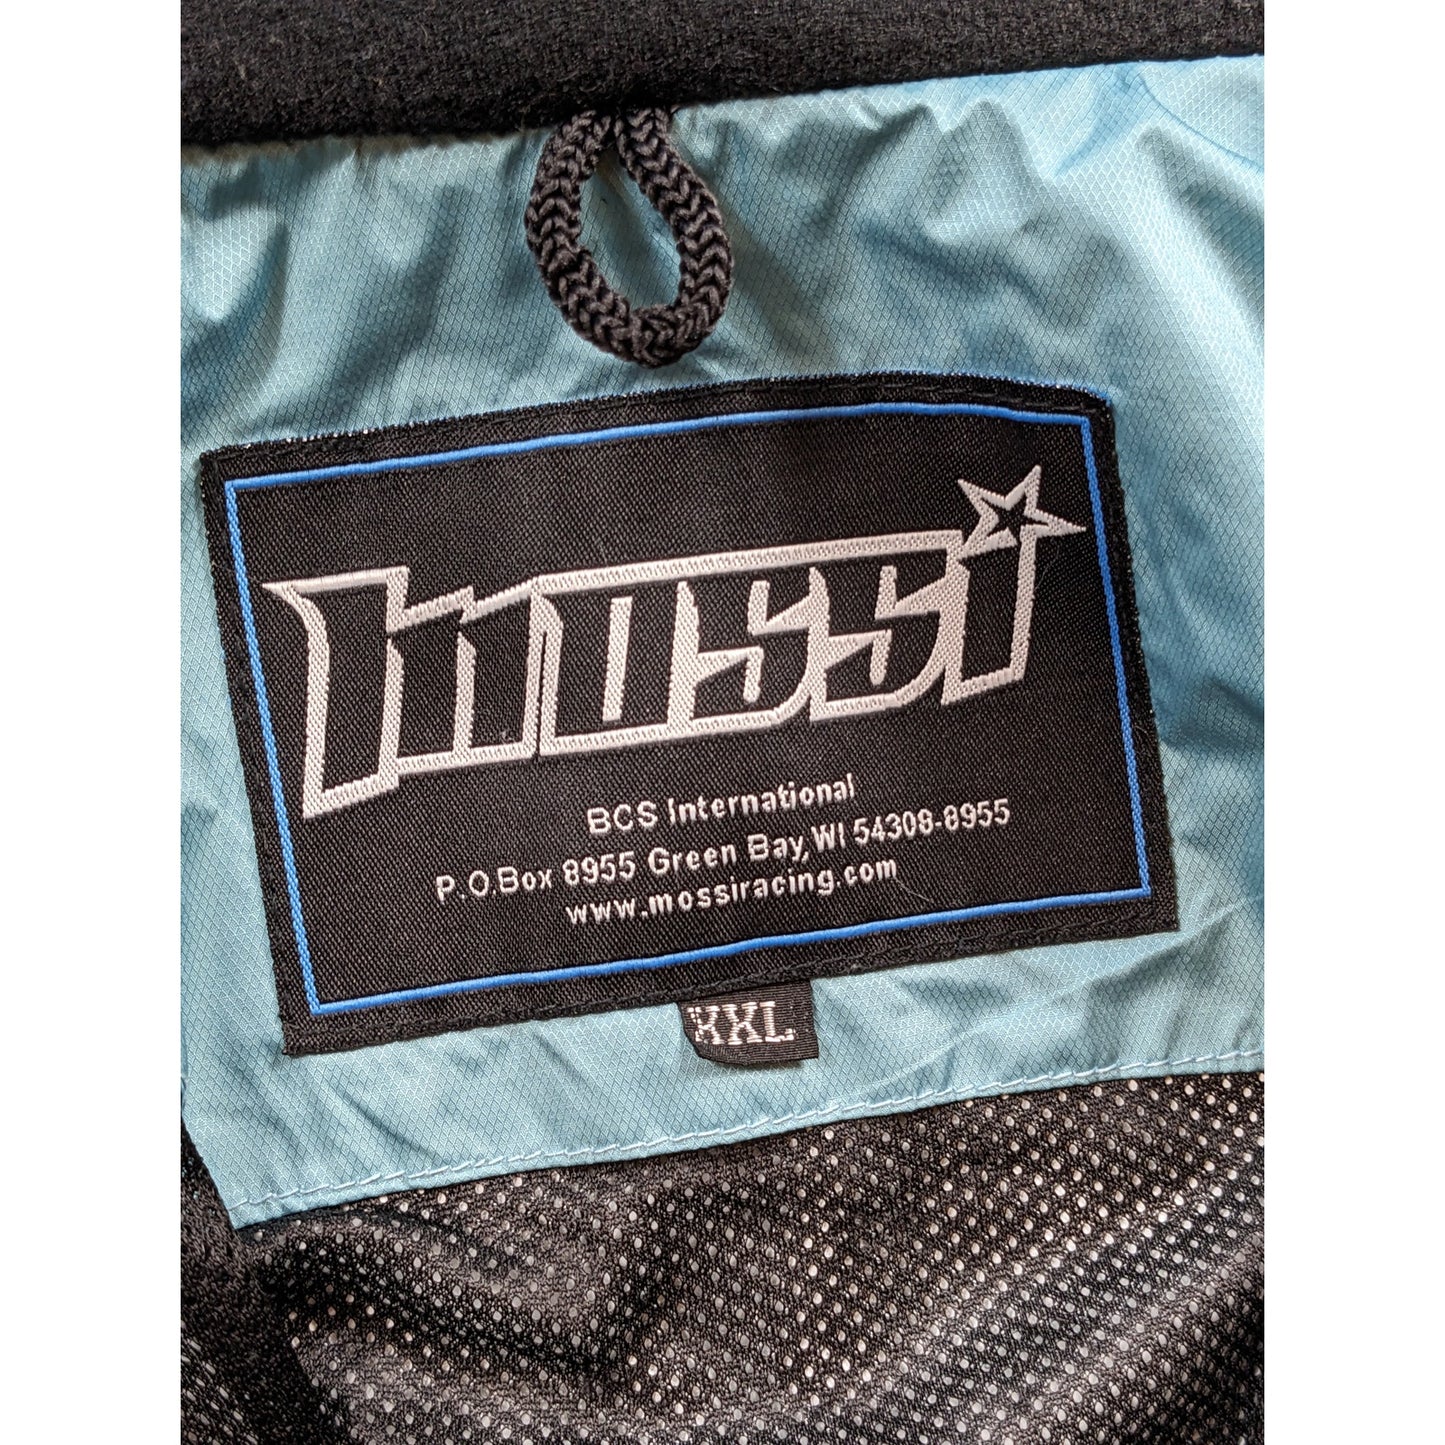 mossi
BCS International
P.O.Box 8955 Green Bay, WI 54308-8955
www.mossiracing.com
XXL